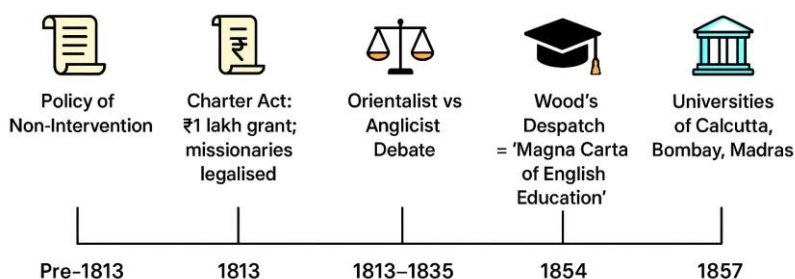 ₹
Policy of
Non-Intervention
Charter Act:
₹1 lakh grant;
missionaries
legalised
Orientalist vs
Anglicist
Debate
Wood's
Despatch
= 'Magna Carta
of English
Education'
Universities
of Calcutta,
Bombay, Madras
Pre-1813
1813
1813–1835
1854
1857